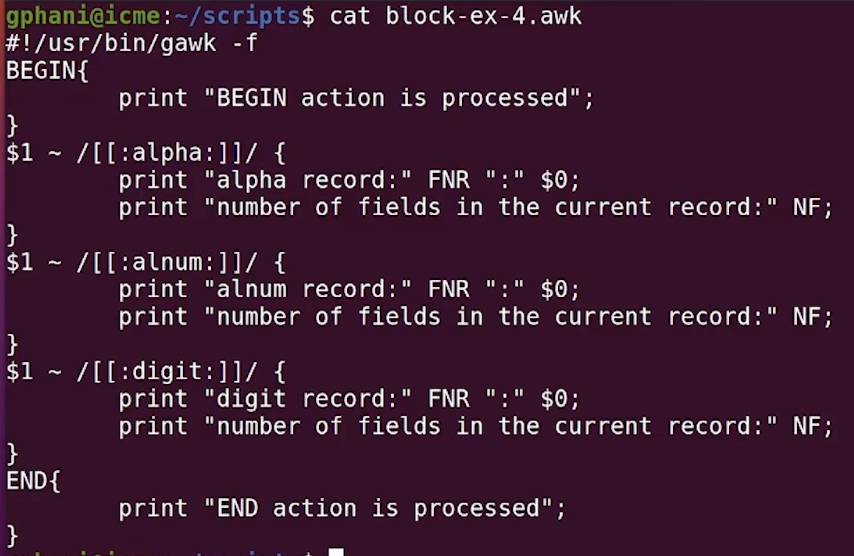 gphani@icme:~/scripts$ cat block-ex-4.awk
#!/usr/bin/gawk -f
BEGIN{
        print "BEGIN action is processed";
}
$1 ~ /[[:alpha:]]/ {
        print "alpha record:" FNR ":" $0;
        print "number of fields in the current record:" NF;
}
$1 ~ /[[:alnum:]]/ {
        print "alnum record:" FNR ":" $0;
        print "number of fields in the current record:" NF;
}
$1 ~ /[[:digit:]]/ {
        print "digit record:" FNR ":" $0;
        print "number of fields in the current record:" NF;
}
END{
        print "END action is processed";
}